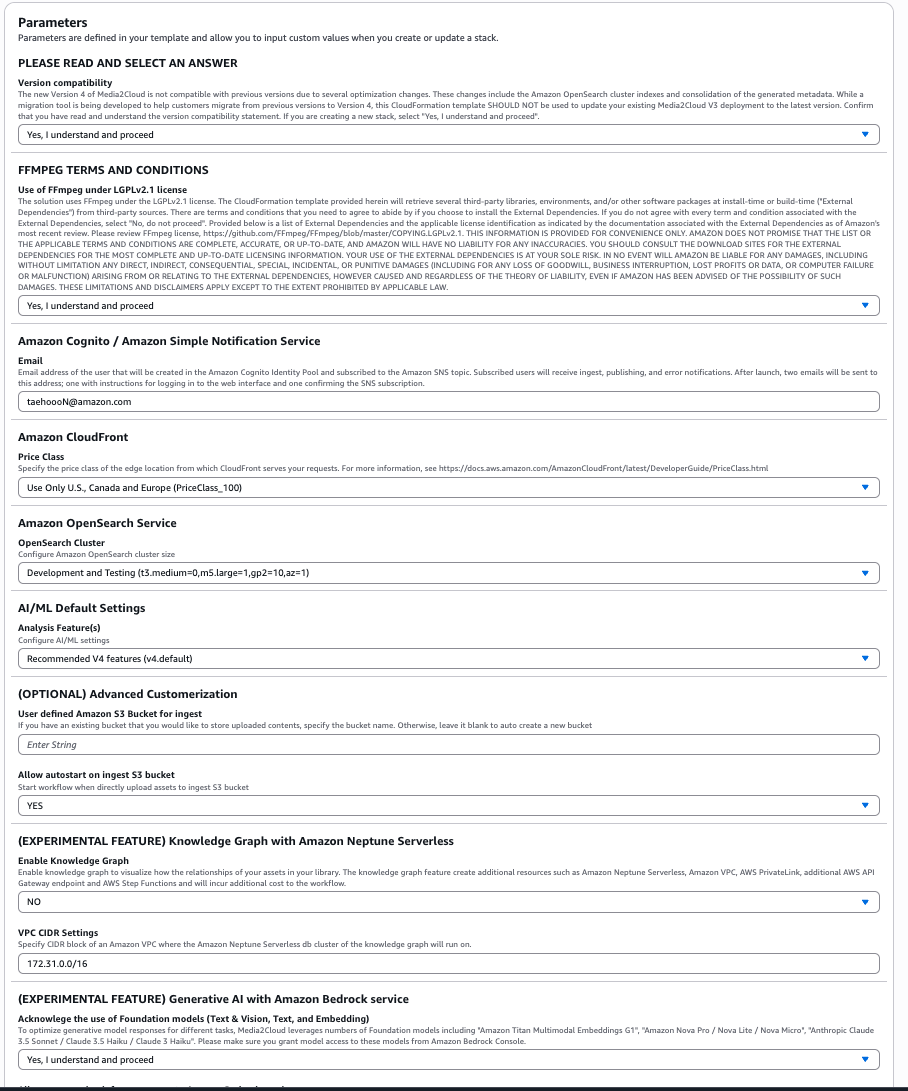 Parameters
Parameters are defined in your template and allow you to input custom values when you create or update a stack.
PLEASE READ AND SELECT AN ANSWER
Version compatibility
The new Version 4 of Media2Cloud is not compatible with previous versions due to several optimization changes. These changes include the Amazon OpenSearch cluster indexes and consolidation of the generated metadata. While a
migration tool is being developed to help customers migrate from previous versions to Version 4, this CloudFormation template SHOULD NOT be used to update your existing Media2Cloud V3 deployment to the latest version. Confirm
that you have read and understand the version compatibility statement. If you are creating a new stack, select "Yes, I understand and proceed".
Yes, I understand and proceed
FFMPEG TERMS AND CONDITIONS
Use of FFmpeg under LGPLv2.1 license
The solution uses FFmpeg under the LGPLv2.1 license. The CloudFormation template provided herein will retrieve several third-party libraries, environments, and/or other software packages at install-time or build-time ("External
Dependencies") from third-party sources. There are terms and conditions that you need to agree to abide by if you choose to install the External Dependencies. If you do not agree with every term and condition associated with the
External Dependencies, select "No, do not proceed". Provided below is a list of External Dependencies and the applicable license identification as indicated by the documentation associated with the External Dependencies as of Amazon's
most recent review. Please review FFmpeg license, https://github.com/FFmpeg/FFmpeg/blob/master/COPYING.LGPLv2.1. THIS INFORMATION IS PROVIDED FOR CONVENIENCE ONLY. AMAZON DOES NOT PROMISE THAT THE LIST OR
THE APPLICABLE TERMS AND CONDITIONS ARE COMPLETE, ACCURATE, OR UP-TO-DATE, AND AMAZON WILL HAVE NO LIABILITY FOR ANY INACCURACIES. YOU SHOULD CONSULT THE DOWNLOAD SITES FOR THE EXTERNAL
DEPENDENCIES FOR THE MOST COMPLETE AND UP-TO-DATE LICENSING INFORMATION. YOUR USE OF THE EXTERNAL DEPENDENCIES IS AT YOUR SOLE RISK. IN NO EVENT WILL AMAZON BE LIABLE FOR ANY DAMAGES, INCLUDING
WITHOUT LIMITATION ANY DIRECT, INDIRECT, CONSEQUENTIAL, SPECIAL, INCIDENTAL, OR PUNITIVE DAMAGES (INCLUDING FOR ANY LOSS OF GOODWILL, BUSINESS INTERRUPTION, LOST PROFITS OR DATA, OR COMPUTER FAILURE
OR MALFUNCTION) ARISING FROM OR RELATING TO THE EXTERNAL DEPENDENCIES, HOWEVER CAUSED AND REGARDLESS OF THE THEORY OF LIABILITY, EVEN IF AMAZON HAS BEEN ADVISED OF THE POSSIBILITY OF SUCH
DAMAGES. THESE LIMITATIONS AND DISCLAIMERS APPLY EXCEPT TO THE EXTENT PROHIBITED BY APPLICABLE LAW.
Yes, I understand and proceed
Amazon Cognito / Amazon Simple Notification Service
Email
Email address of the user that will be created in the Amazon Cognito Identity Pool and subscribed to the Amazon SNS topic. Subscribed users will receive ingest, publishing, and error notifications. After launch, two emails will be sent to
this address; one with instructions for logging in to the web interface and one confirming the SNS subscription.
taehoooN@amazon.com
Amazon CloudFront
Price Class
Specify the price class of the edge location from which CloudFront serves your requests. For more information, see https://docs.aws.amazon.com/AmazonCloudFront/latest/DeveloperGuide/PriceClass.html
Use Only U.S., Canada and Europe (PriceClass_100)
Amazon OpenSearch Service
OpenSearch Cluster
Configure Amazon OpenSearch cluster size
Development and Testing (t3.medium=0,m5.large=1,gp2=10,az=1)
AI/ML Default Settings
Analysis Feature(s)
Configure AI/ML settings
Recommended V4 features (v4.default)
(OPTIONAL) Advanced Customerization
User defined Amazon S3 Bucket for ingest
If you have an existing bucket that you would like to store uploaded contents, specify the bucket name. Otherwise, leave it blank to auto create a new bucket
Enter String
Allow autostart on ingest S3 bucket
Start workflow when directly upload assets to ingest S3 bucket
YES
(EXPERIMENTAL FEATURE) Knowledge Graph with Amazon Neptune Serverless
Enable Knowledge Graph
Enable knowledge graph to visualize how the relationships of your assets in your library. The knowledge graph feature create additional resources such as Amazon Neptune Serverless, Amazon VPC, AWS PrivateLink, additional AWS API
Gateway endpoint and AWS Step Functions and will incur additional cost to the workflow.
NO
VPC CIDR Settings
Specify CIDR block of an Amazon VPC where the Amazon Neptune Serverless db cluster of the knowledge graph will run on.
172.31.0.0/16
(EXPERIMENTAL FEATURE) Generative AI with Amazon Bedrock service
Acknowlege the use of Foundation models (Text & Vision, Text, and Embedding)
To optimize generative model responses for different tasks, Media2Cloud leverages numbers of Foundation models including "Amazon Titan Multimodal Embeddings G1", "Amazon Nova Pro / Nova Lite / Nova Micro", "Anthropic Claude
3.5 Sonnet / Claude 3.5 Haiku / Claude 3 Haiku". Please make sure you grant model access to these models from Amazon Bedrock Console.
Yes, I understand and proceed